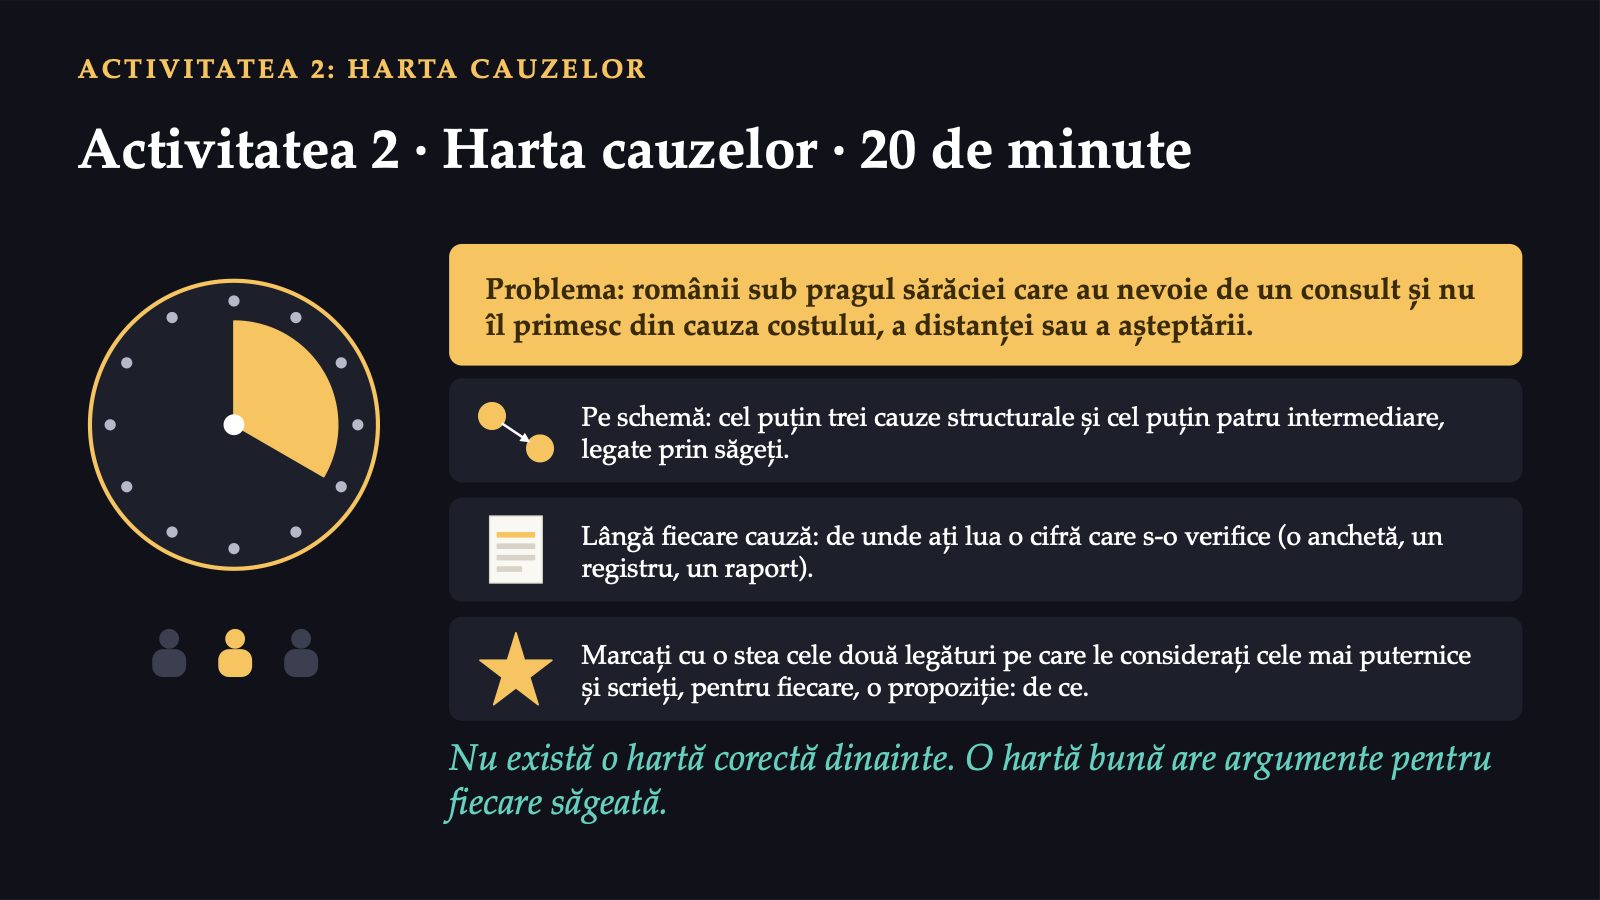 ACTIVITATEA 2: HARTA CAUZELOR
Activitatea 2 · Harta cauzelor · 20 de minute
Problema: românii sub pragul sărăciei care au nevoie de un consult și nu
îl primesc din cauza costului, a distanței sau a așteptării.
Pe schemă: cel puțin trei cauze structurale și cel puțin patru intermediare,
legate prin săgeți.
Lângă fiecare cauză: de unde ați lua o cifră care s-o verifice (o anchetă, un
registru, un raport).
Marcați cu o stea cele două legături pe care le considerați cele mai puternice
și scrieți, pentru fiecare, o propoziție: de ce.
Nu există o hartă corectă dinainte. O hartă bună are argumente pentru
fiecare săgeată.